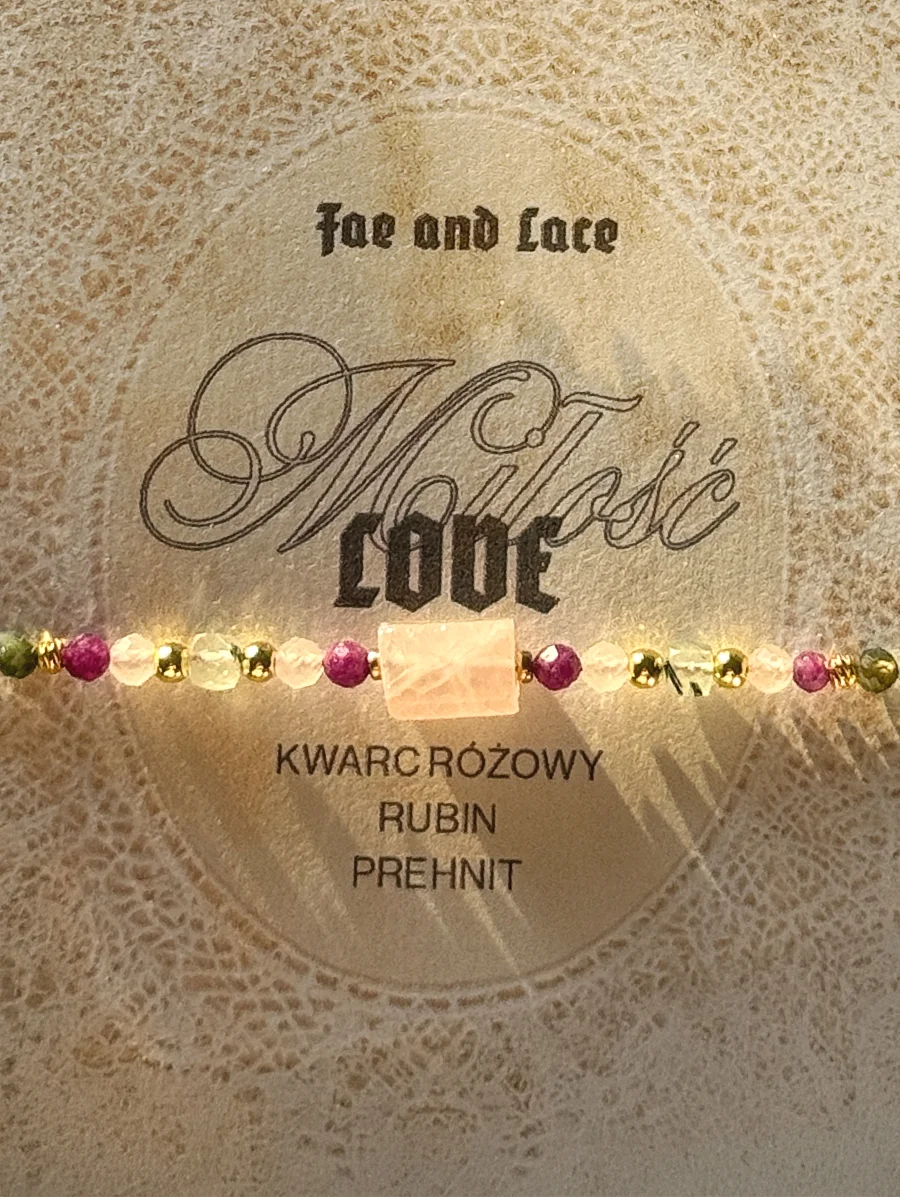 Fae and Lace
Miłość
LOVE
KWARC RÓŻOWY
RUBIN
PREHNIT